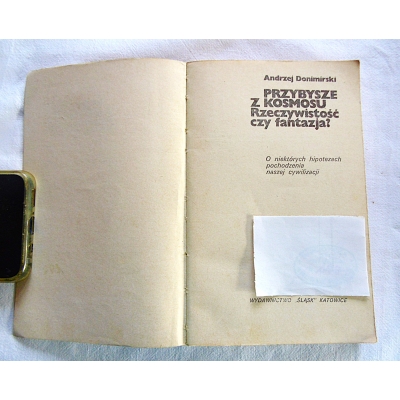 Andrzej Donimirski
PRZYBYSZE
Z KOSMOSU
Rzeczywistość
czy fantazja?
O niektórych hipotezach
pochodzenia
naszej cywilizacji
WYDAWNICTWO „ŚLĄSK" KATOWICE